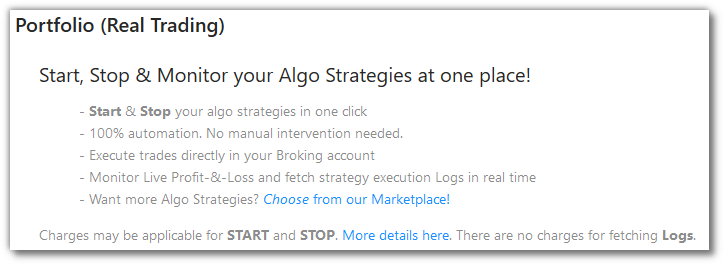 Portfolio (Real Trading)
Start, Stop & Monitor your Algo Strategies at one place!
- Start & Stop your algo strategies in one click
- 100% automation. No manual intervention needed.
- Execute trades directly in your Broking account
- Monitor Live Profit-&-Loss and fetch strategy execution Logs in real time
- Want more Algo Strategies? Choose from our Marketplace!
Charges may be applicable for START and STOP. More details here. There are no charges for fetching Logs.